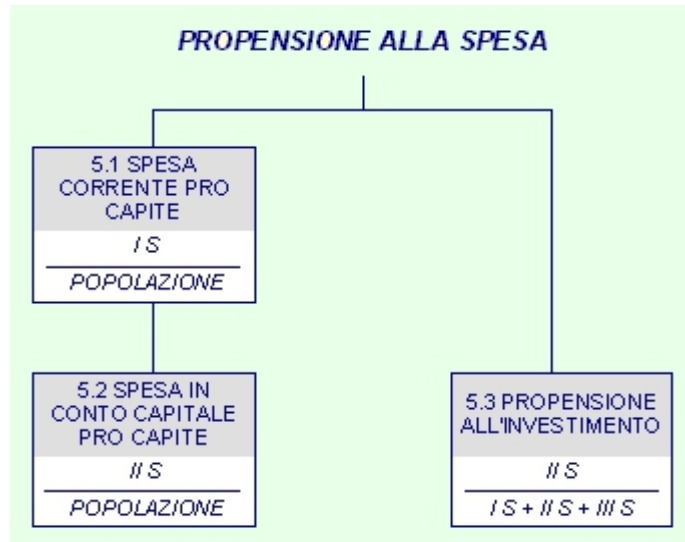 PROPENSIONE ALLA SPESA
5.1 SPESA
CORRENTE PRO
CAPITE
I S
POPOLAZIONE
5.2 SPESA IN
CONTO CAPITALE
PRO CAPITE
II S
POPOLAZIONE
5.3 PROPENSIONE
ALL'INVESTIMENTO
II S
I S + II S + III S